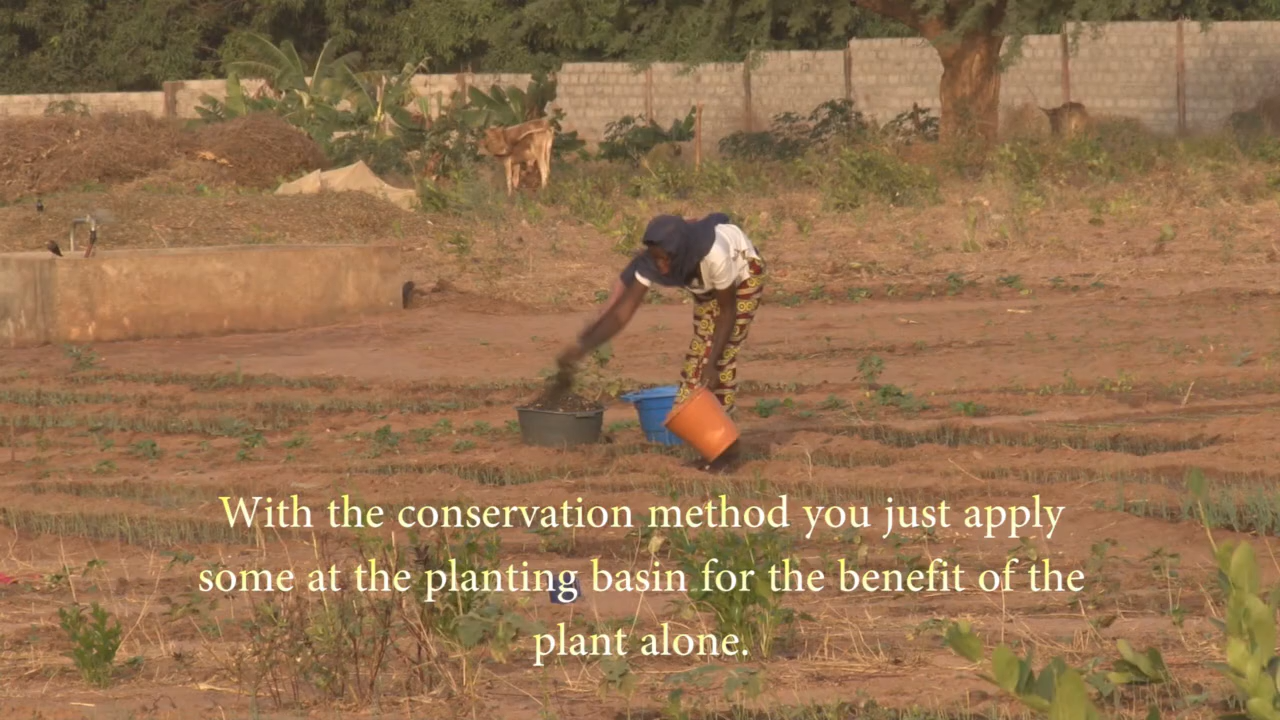 With the conservation method you just apply
some at the planting basin for the benefit of the
plant alone.